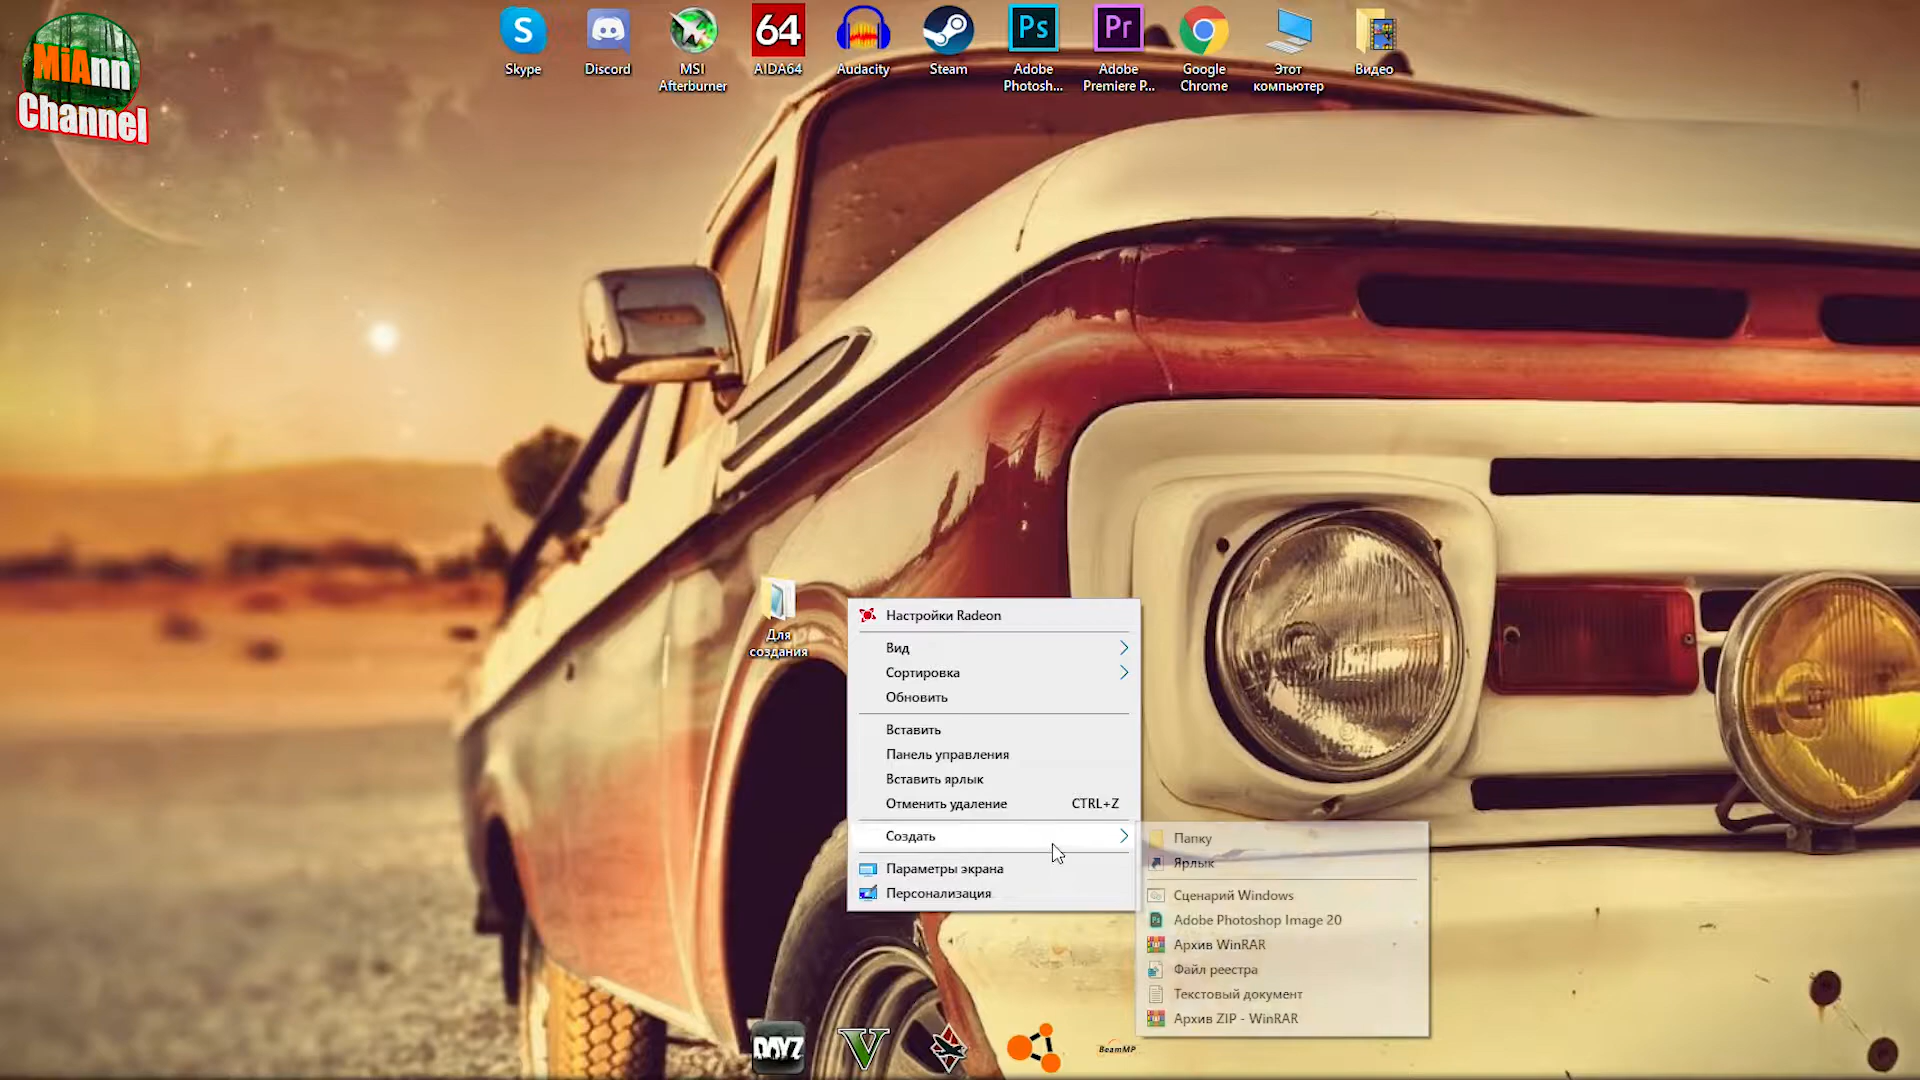 MiAnn
Channel
Skype
Discord
MSI
Afterburner
64
AIDA64
Audacity
Steam
Ps
Adobe
Photosh...
Pr
Adobe
Premiere P...
Google
Chrome
Этот
компьютер
Видео
Для
создания
Настройки Radeon
Вид
Сортировка
Обновить
Вставить
Панель управления
Вставить ярлык
Отменить удаление CTRL+Z
Создать
Параметры экрана
Персонализация
Папку
Ярлык
Сценарий Windows
Adobe Photoshop Image 20
Архив WinRAR
Файл реестра
Текстовый документ
Архив ZIP - WinRAR
DAYZ
V
BeamMP